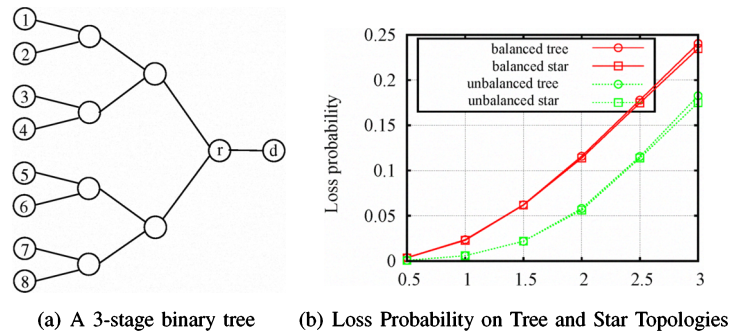 1
2
3
4
5
6
7
8
r
d
(a) A 3-stage binary tree
Loss probability
0.25
0.2
0.15
0.1
0.05
0
balanced tree
balanced star
unbalanced tree
unbalanced star
0.5 1 1.5 2 2.5 3
(b) Loss Probability on Tree and Star Topologies